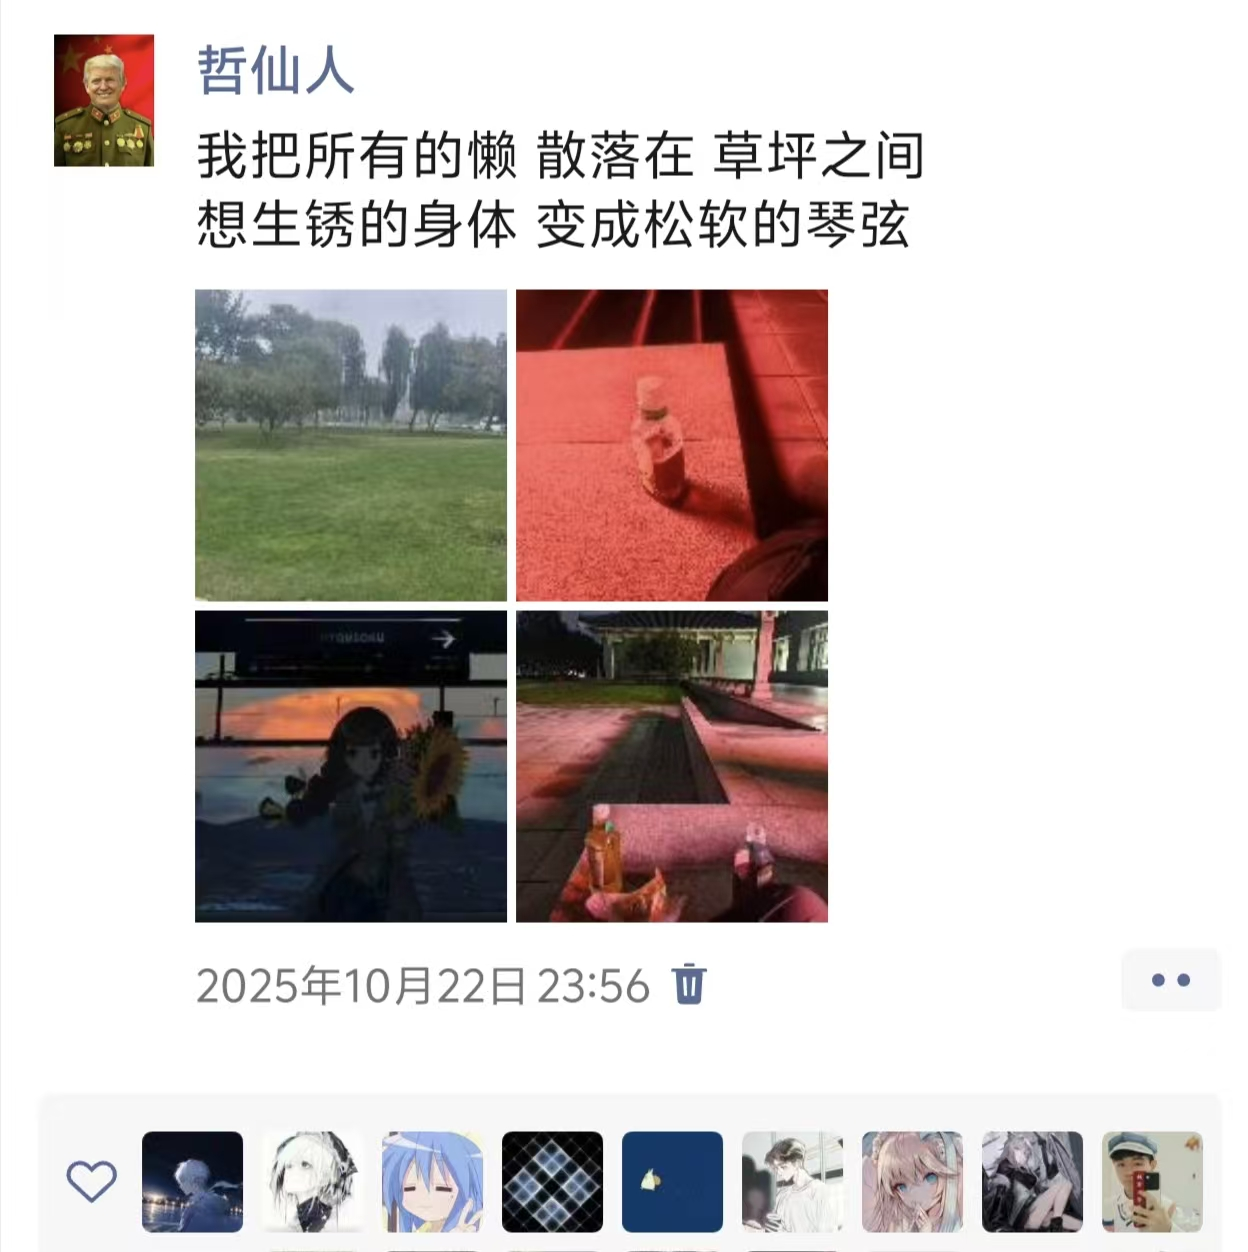 哲仙人
我把所有的懒 散落在 草坪之间
想生锈的身体 变成松软的琴弦
2025年10月22日 23:56